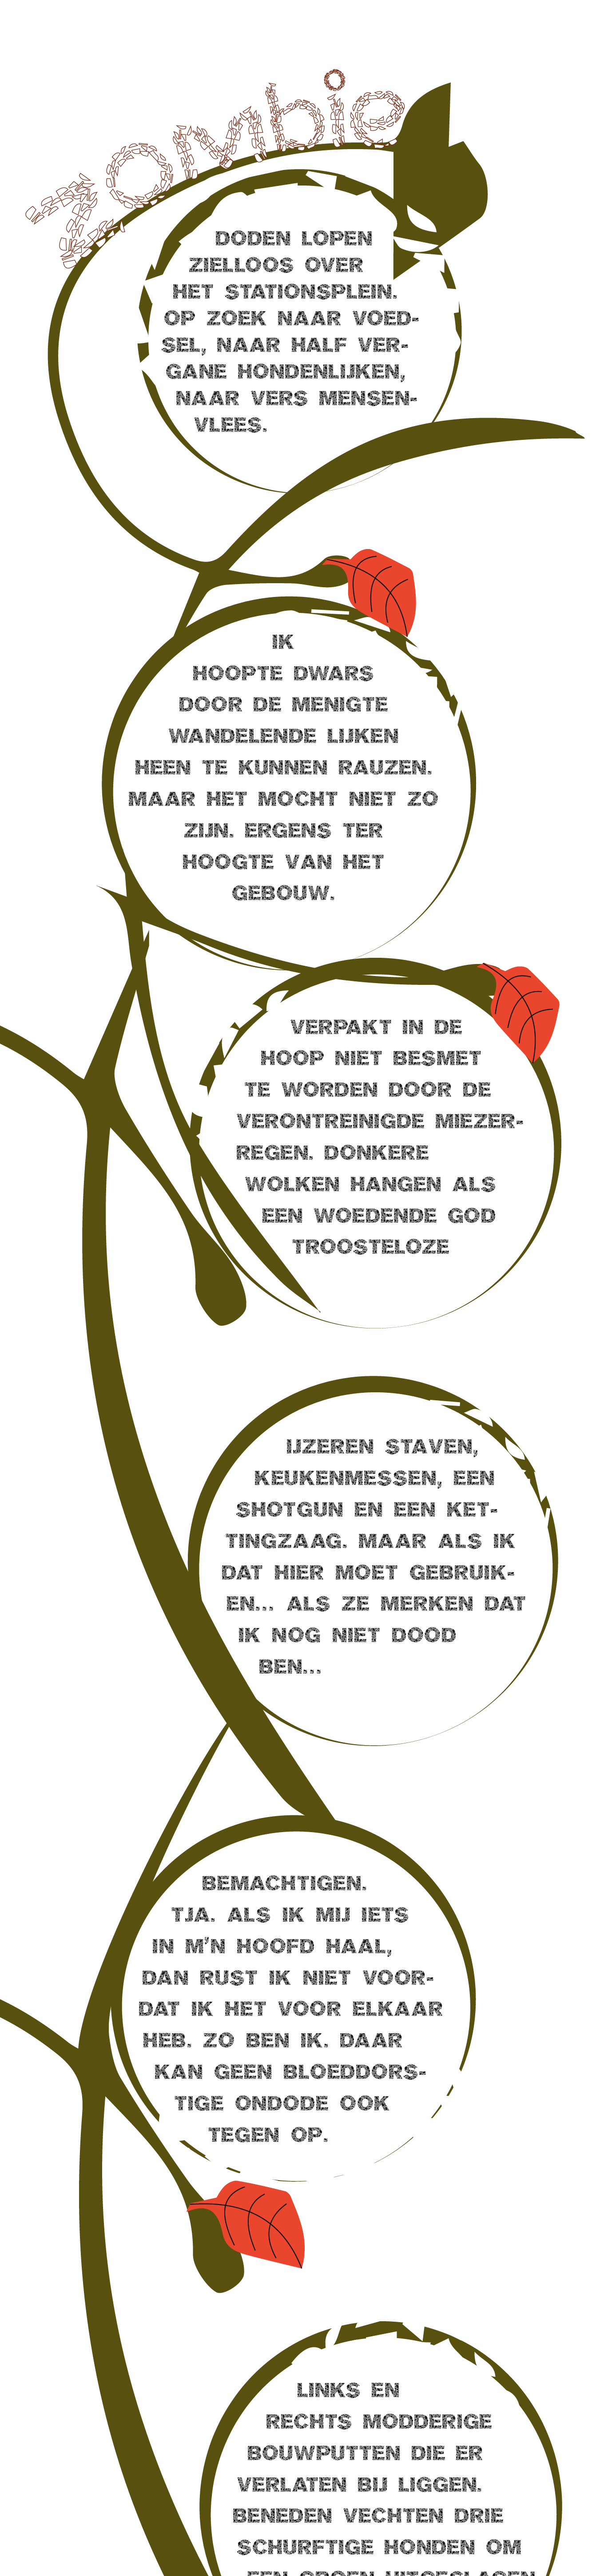 zombie
DODEN LOPEN
ZIELLOOS OVER
HET STATIONSPLEIN.
OP ZOEK NAAR VOED-
SEL, NAAR HALF VER-
GANE HONDENLIJKEN,
NAAR VERS MENSEN-
VLEES.
IK
HOOPTE DWARS
DOOR DE MENIGTE
WANDELENDE LIJKEN
HEEN TE KUNNEN RAUZEN.
MAAR HET MOCHT NIET ZO
ZIJN. ERGENS TER
HOOGTE VAN HET
GEBOUW.
VERPAKT IN DE
HOOP NIET BESMET
TE WORDEN DOOR DE
VERONTREINIGDE MIEZER-
REGEN. DONKERE
WOLKEN HANGEN ALS
EEN WOEDENDE GOD
TROOSTELOZE
IJZEREN STAVEN,
KEUKENMESSEN, EEN
SHOTGUN EN EEN KET-
TINGZAAG. MAAR ALS IK
DAT HIER MOET GEBRUIK-
EN... ALS ZE MERKEN DAT
IK NOG NIET DOOD
BEN...
BEMACHTIGEN.
TJA. ALS IK MIJ IETS
IN M'N HOOFD HAAL,
DAN RUST IK NIET VOOR-
DAT IK HET VOOR ELKAAR
HEB. ZO BEN IK. DAAR
KAN GEEN BLOEDDORS-
TIGE ONDODE OOK
TEGEN OP.
LINKS EN
RECHTS MODDERIGE
BOUWPUTTEN DIE ER
VERLATEN BIJ LIGGEN.
BENEDEN VECHTEN DRIE
SCHURFTIGE HONDEN OM
EEN GROEN UITGESLAGEN